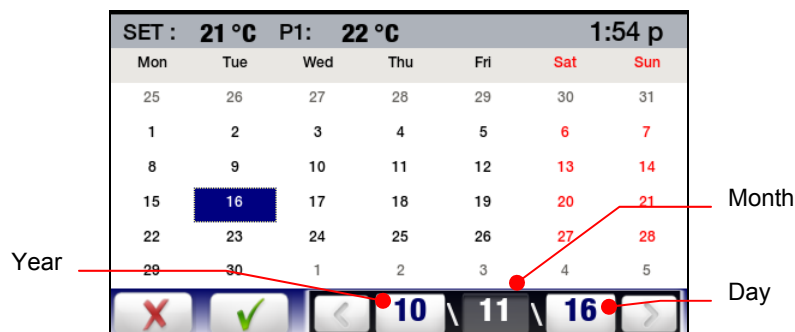 SET : 21 °C P1: 22 °C 1:54 p
Mon Tue Wed Thu Fri Sat Sun
25 26 27 28 29 30 31
1 2 3 4 5 6 7
8 9 10 11 12 13 14
15 16 17 18 19 20 21
Month
22 23 24 25 26 27 28
Year
29 30 1 2 3 4 5
Day
10 \ 11 \ 16